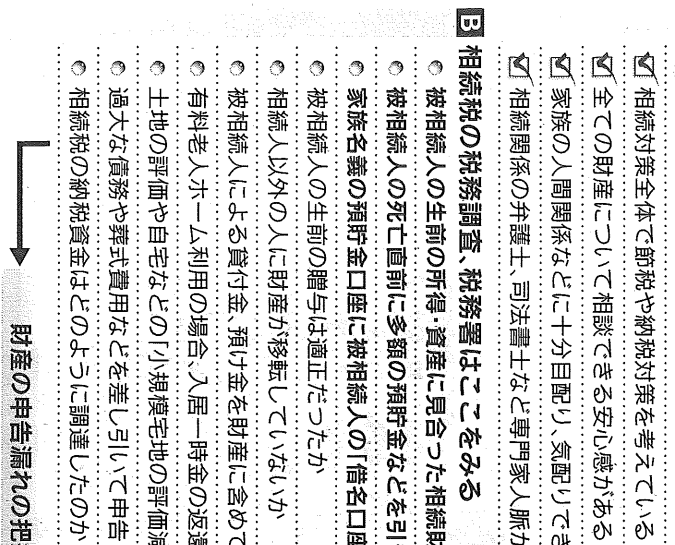 相続対策全体で節税や納税対策を考えている
全ての財産について相談できる安心感がある
家族の人間関係などに十分目配り、気配りでき
相続関係の弁護士、司法書士など専門家人脈が
B 相続税の税務調査、税務署はここをみる
被相続人の生前の所得・資産に見合った相続財
被相続人の死亡直前に多額の預貯金などを引
家族名義の預貯金口座に被相続人の「借名口座
被相続人の生前の贈与は適正だったか
相続人以外の人に財産が移転していないか
被相続人による貸付金、預け金を財産に含めて
有料老人ホーム利用の場合、入居一時金の返還
土地の評価や自宅などの「小規模宅地の評価減
過大な債務や葬式費用などを差し引いて申告
相続税の納税資金はどのように調達したのか
財産の申告漏れの把